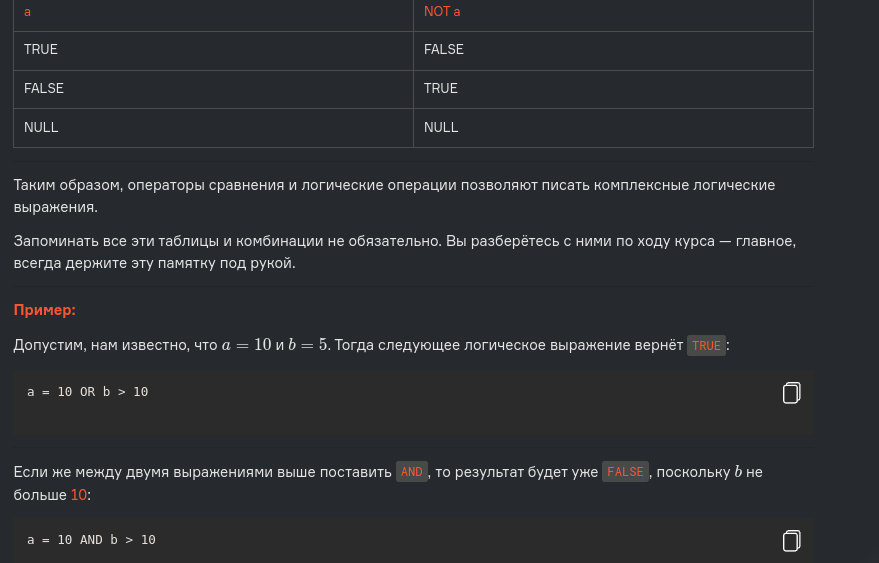 a NOT a
TRUE FALSE
FALSE TRUE
NULL NULL
Таким образом, операторы сравнения и логические операции позволяют писать комплексные логические
выражения.
Запоминать все эти таблицы и комбинации не обязательно. Вы разберётесь с ними по ходу курса — главное,
всегда держите эту памятку под рукой.
Пример:
Допустим, нам известно, что a = 10 и b = 5. Тогда следующее логическое выражение вернёт TRUE:
a = 10 OR b > 10
Если же между двумя выражениями выше поставить AND, то результат будет уже FALSE, поскольку b не
больше 10:
a = 10 AND b > 10